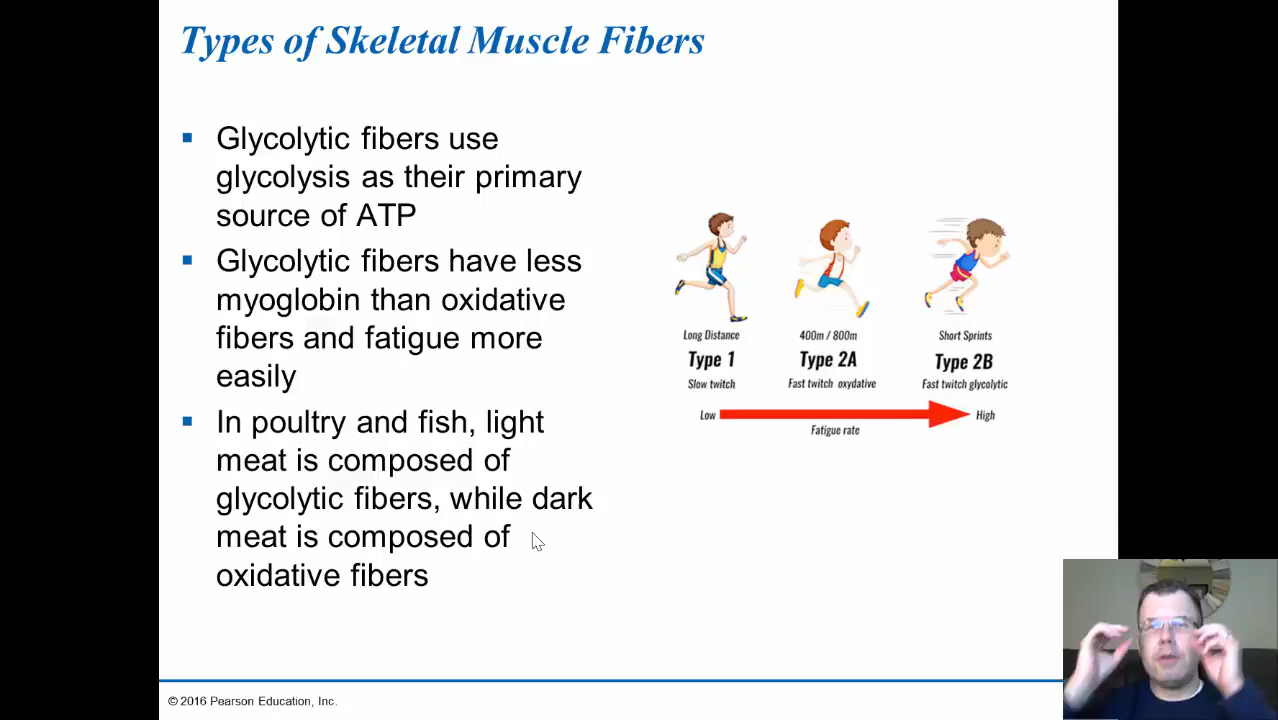 Types of Skeletal Muscle Fibers
Glycolytic fibers use
glycolysis as their primary
source of ATP
Glycolytic fibers have less
myoglobin than oxidative
fibers and fatigue more
easily
In poultry and fish, light
meat is composed of
glycolytic fibers, while dark
meat is composed of
oxidative fibers
Long Distance 400m / 800m Short Sprints
Type 1 Type 2A Type 2B
Slow twitch Fast twitch oxydative Fast twitch glycolytic
Low High
Fatigue rate
© 2016 Pearson Education, Inc.